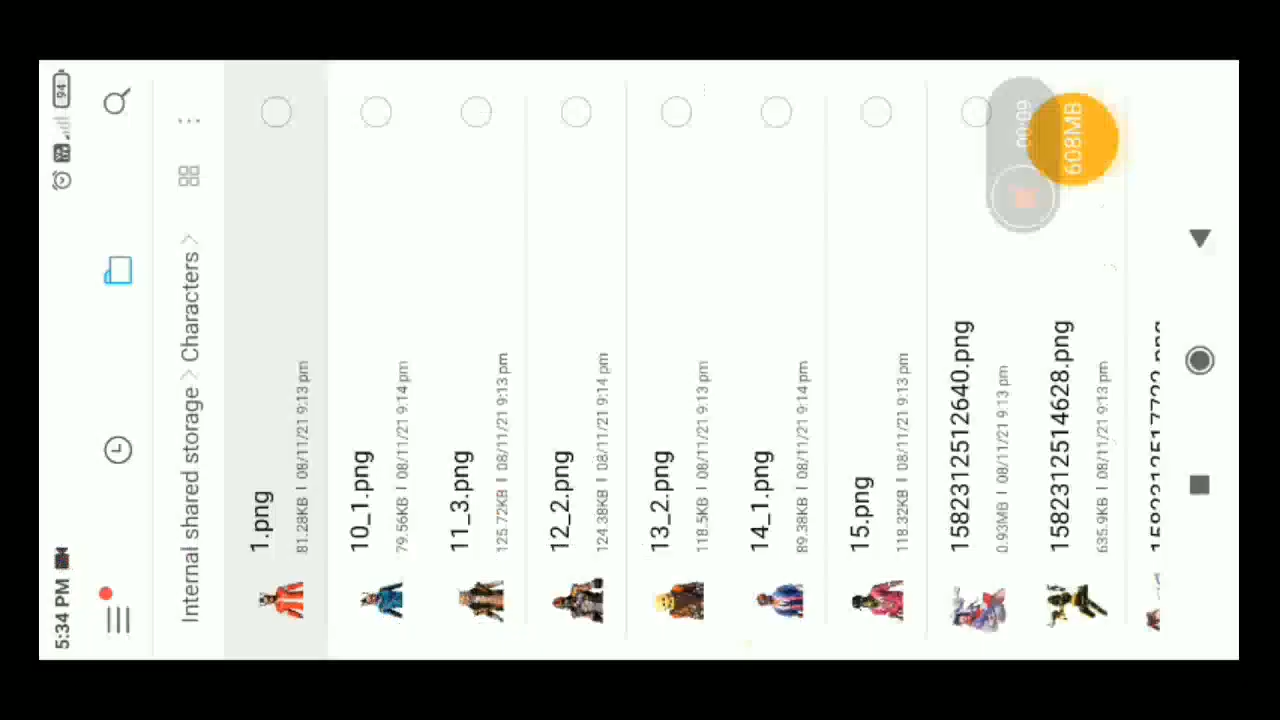 5:34 PM
94
Internal shared storage > Characters >
1.png
81.28KB | 08/11/21 9:13 pm
10_1.png
79.56KB | 08/11/21 9:14 pm
11_3.png
125.72KB | 08/11/21 9:13 pm
12_2.png
124.38KB | 08/11/21 9:14 pm
13_2.png
118.5KB | 08/11/21 9:13 pm
14_1.png
89.38KB | 08/11/21 9:14 pm
15.png
118.32KB | 08/11/21 9:13 pm
1582312512640.png
0.93MB | 08/11/21 9:13 pm
00:09
608MB
1582312514628.png
635.9KB | 08/11/21 9:13 pm